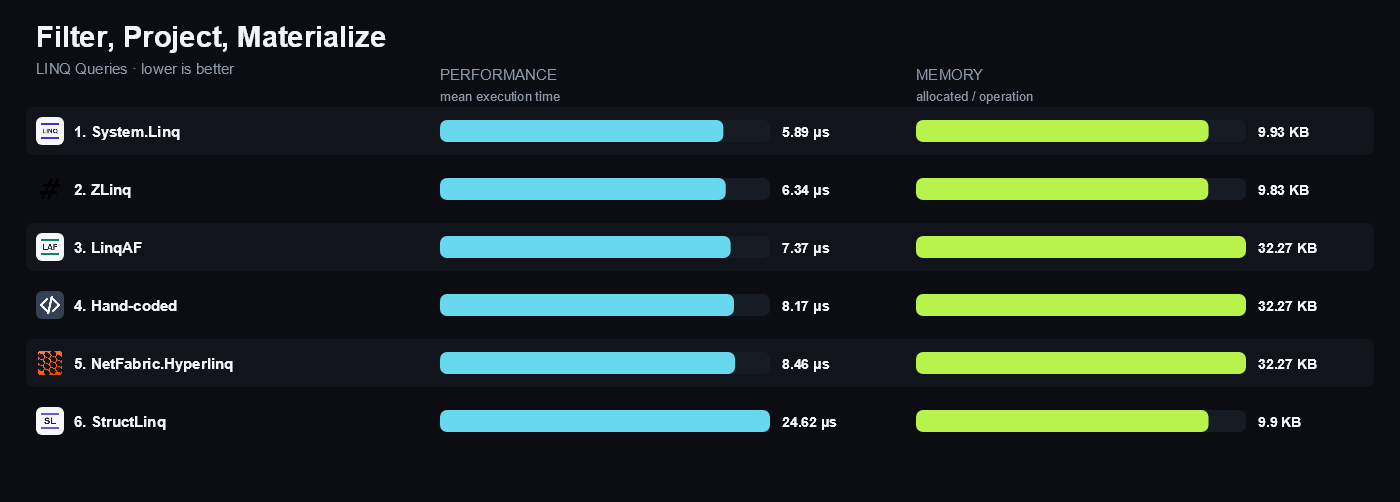 Filter, Project, Materialize
LINQ Queries · lower is better
PERFORMANCE
mean execution time
MEMORY
allocated / operation
LINQ 1. System.Linq 5.89 µs 9.93 KB
# 2. ZLinq 6.34 µs 9.83 KB
LAF 3. LinqAF 7.37 µs 32.27 KB
</> 4. Hand-coded 8.17 µs 32.27 KB
5. NetFabric.Hyperlinq 8.46 µs 32.27 KB
SL 6. StructLinq 24.62 µs 9.9 KB